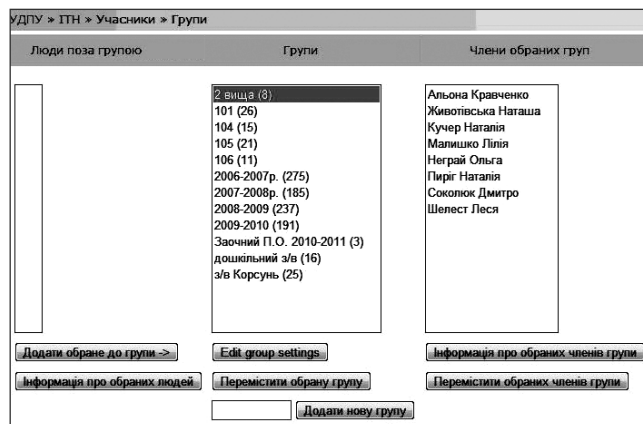 УДПУ » ІТН » Учасники » Групи
Люди поза групою
Групи
Члени обраних груп
2 вища (8)
101 (26)
104 (15)
105 (21)
106 (11)
2006-2007р. (275)
2007-2008р. (185)
2008-2009 (237)
2009-2010 (191)
Заочний П.О. 2010-2011 (3)
дошкільний з/в (16)
з/в Корсунь (25)
Альона Кравченко
Животівська Наташа
Кучер Наталія
Малишко Лілія
Неграй Ольга
Пиріг Наталія
Соколюк Дмитро
Шелест Леся
Додати обране до групи ->
Edit group settings
Інформація про обраних членів групи
Інформація про обраних людей
Перемістити обрану групу
Перемістити обраних членів групи
Додати нову групу